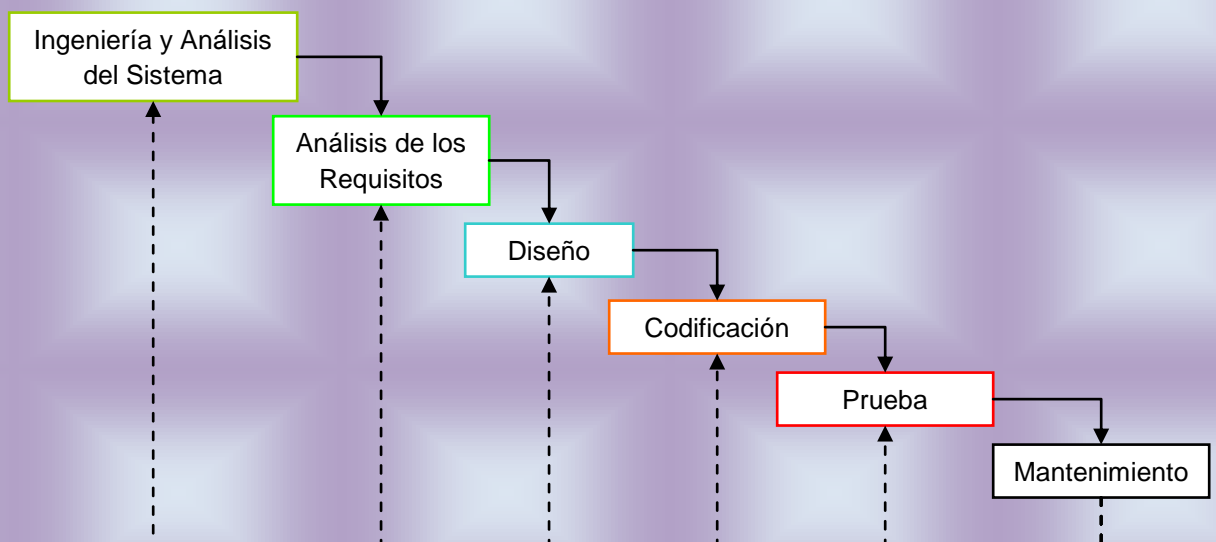 Ingeniería y Análisis
del Sistema
Análisis de los
Requisitos
Diseño
Codificación
Prueba
Mantenimiento